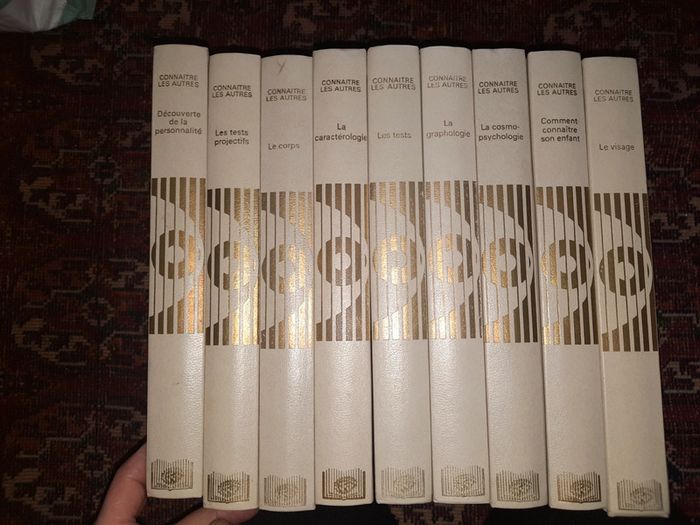 CONNAITRE
LES AUTRES
Découverte
de la
personnalité
CONNAITRE
LES AUTRES
Les tests
projectifs
CONNAITRE
LES AUTRES
Le corps
CONNAITRE
LES AUTRES
La
caractérologie
CONNAITRE
LES AUTRES
Les tests
CONNAITRE
LES AUTRES
La
graphologie
CONNAITRE
LES AUTRES
La cosmo-
psychologie
CONNAITRE
LES AUTRES
Comment
connaître
son enfant
CONNAITRE
LES AUTRES
Le visage